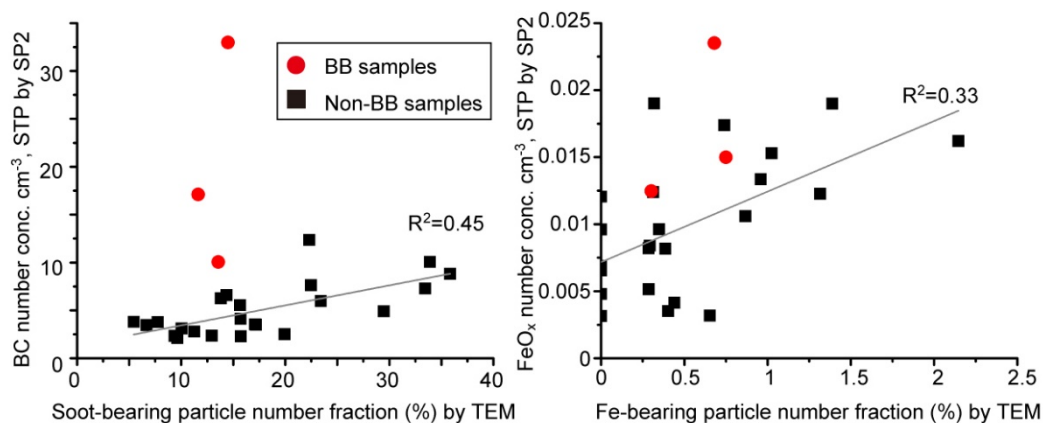 BC number conc. cm⁻³, STP by SP2
30
20
10
0
BB samples
Non-BB samples
R²=0.45
0 10 20 30 40
Soot-bearing particle number fraction (%) by TEM
FeOₓ number conc. cm⁻³, STP by SP2
0.025
0.02
0.015
0.01
0.005
0
R²=0.33
0 0.5 1 1.5 2 2.5
Fe-bearing particle number fraction (%) by TEM